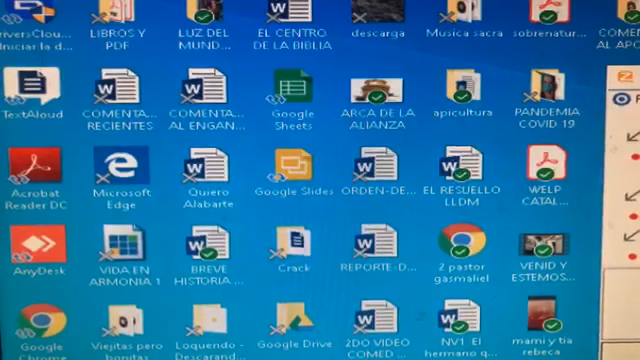 DriversClou...
Iniciar la d...
LIBROS Y
PDF
LUZ DEL
MUND...
EL CENTRO
DE LA BIBLIA
descarga
Musica sacra
sobrenatur...
COMEN
AL APO
TextAloud
COMENTA...
RECIENTES
COMENTA...
AL ENGAN...
Google
Sheets
ARCA DE LA
ALIANZA
apicultura
PANDEMIA
COVID 19
Acrobat
Reader DC
Microsoft
Edge
Quiero
Alabarte
Google Slides
ORDEN-DE...
EL RESUELLO
LLDM
WELP
CATAL...
AnyDesk
VIDA EN
ARMONIA 1
BREVE
HISTORIA ...
Crack
REPORTE-D...
2 pastor
gasmaliel
VENID Y
ESTEMOS...
Google
Chrome
Viejitas pero
bonitas
Loquendo -
Descarand...
Google Drive
2DO VIDEO
COMED ...
NV1 El
hermano q...
mami y tia
rebeca